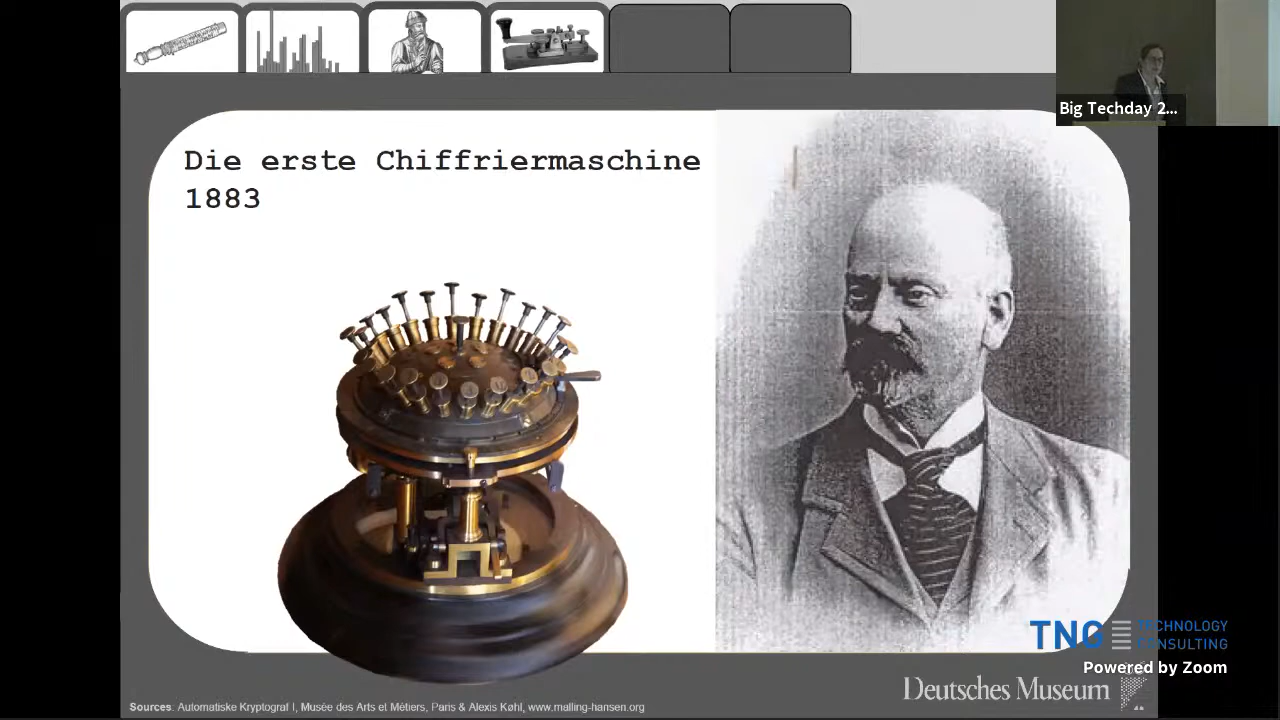 Big Techday 2...
Die erste Chiffriermaschine
1883
TNG TECHNOLOGY
CONSULTING
Powered by Zoom
Deutsches Museum
Sources: Automatiske Kryptograf I, Musée des Arts et Métiers, Paris & Alexis Køhl, www.malling-hansen.org